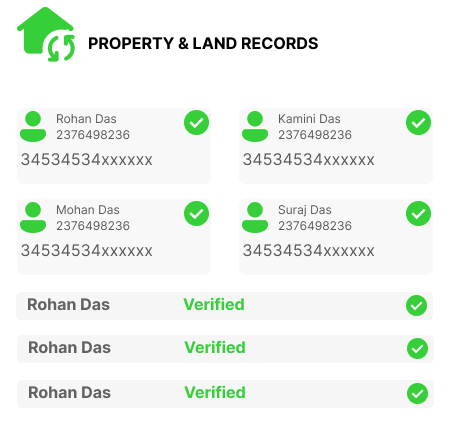 PROPERTY & LAND RECORDS
Rohan Das
2376498236
34534534xxxxxx
Kamini Das
2376498236
34534534xxxxxx
Mohan Das
2376498236
34534534xxxxxx
Suraj Das
2376498236
34534534xxxxxx
Rohan Das Verified
Rohan Das Verified
Rohan Das Verified